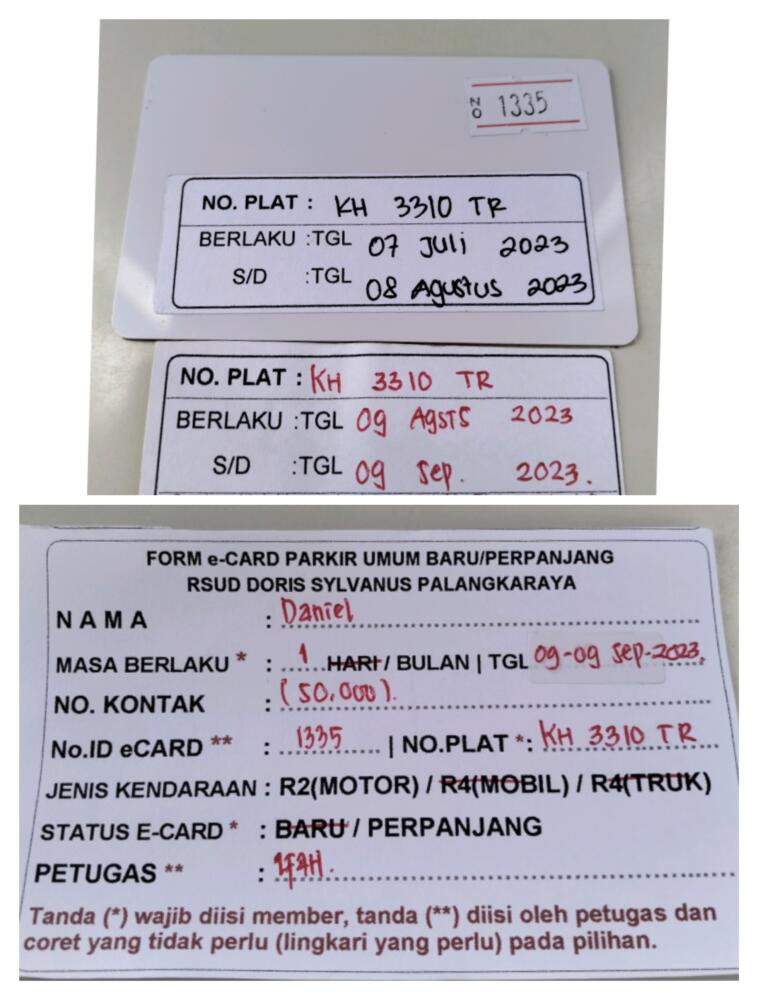 NO 1335
NO. PLAT : KH 3310 TR
BERLAKU :TGL 07 Juli 2023
S/D :TGL 08 Agustus 2023
NO. PLAT : KH 3310 TR
BERLAKU :TGL 09 Agsts 2023
S/D :TGL 09 Sep. 2023.
FORM e-CARD PARKIR UMUM BARU/PERPANJANG
RSUD DORIS SYLVANUS PALANGKARAYA
NAMA : Daniel
MASA BERLAKU * : 1 HARI / BULAN | TGL 09-09 Sep-2023.
NO. KONTAK : (50.000).
No.ID eCARD ** : 1335 | NO.PLAT *: KH 3310 TR
JENIS KENDARAAN : R2(MOTOR) / R4(MOBIL) / R4(TRUK)
STATUS E-CARD * : BARU / PERPANJANG
PETUGAS ** :
Tanda (*) wajib diisi member, tanda (**) diisi oleh petugas dan
coret yang tidak perlu (lingkari yang perlu) pada pilihan.